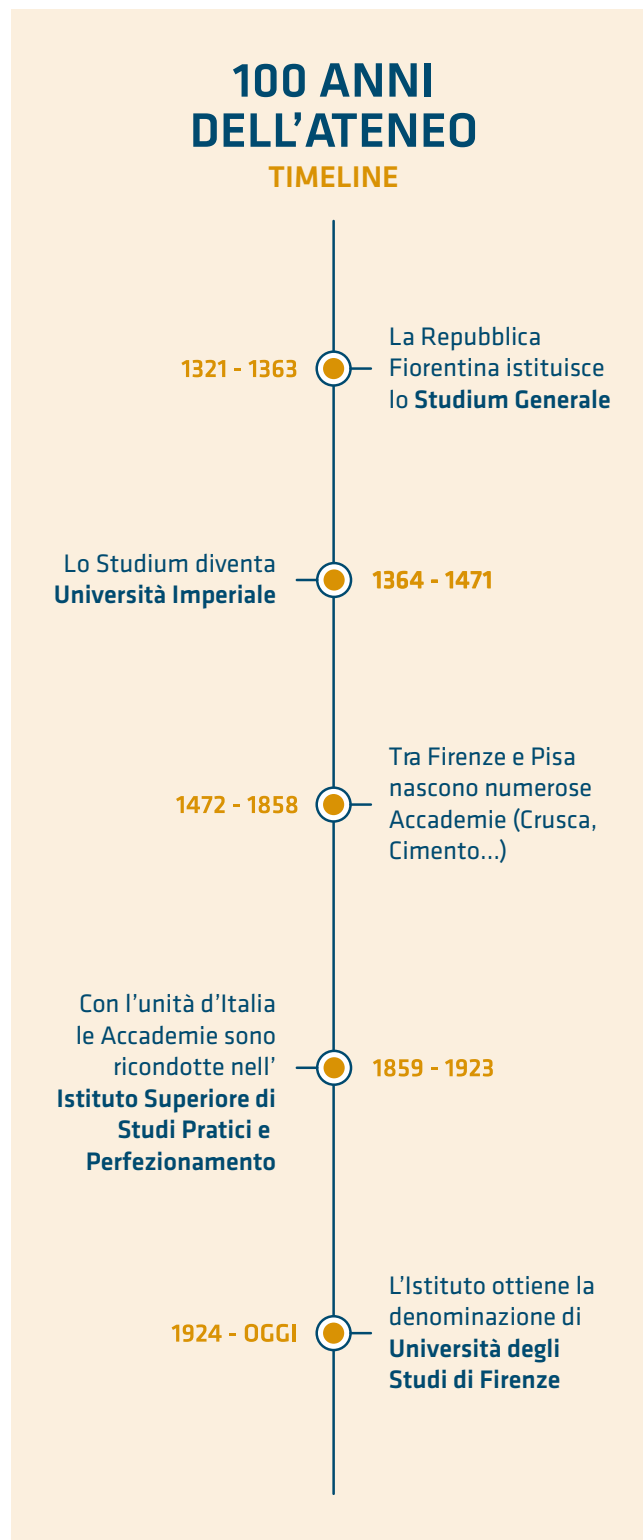 100 ANNI
DELL'ATENEO
TIMELINE
1321 - 1363
La Repubblica
Fiorentina istituisce
lo Studium Generale
Lo Studium diventa
Università Imperiale
1364 - 1471
1472 - 1858
Tra Firenze e Pisa
nascono numerose
Accademie (Crusca,
Cimento...)
Con l'unità d'Italia
le Accademie sono
ricondotte nell'
Istituto Superiore di
Studi Pratici e
Perfezionamento
1859 - 1923
1924 - OGGI
L'Istituto ottiene la
denominazione di
Università degli
Studi di Firenze